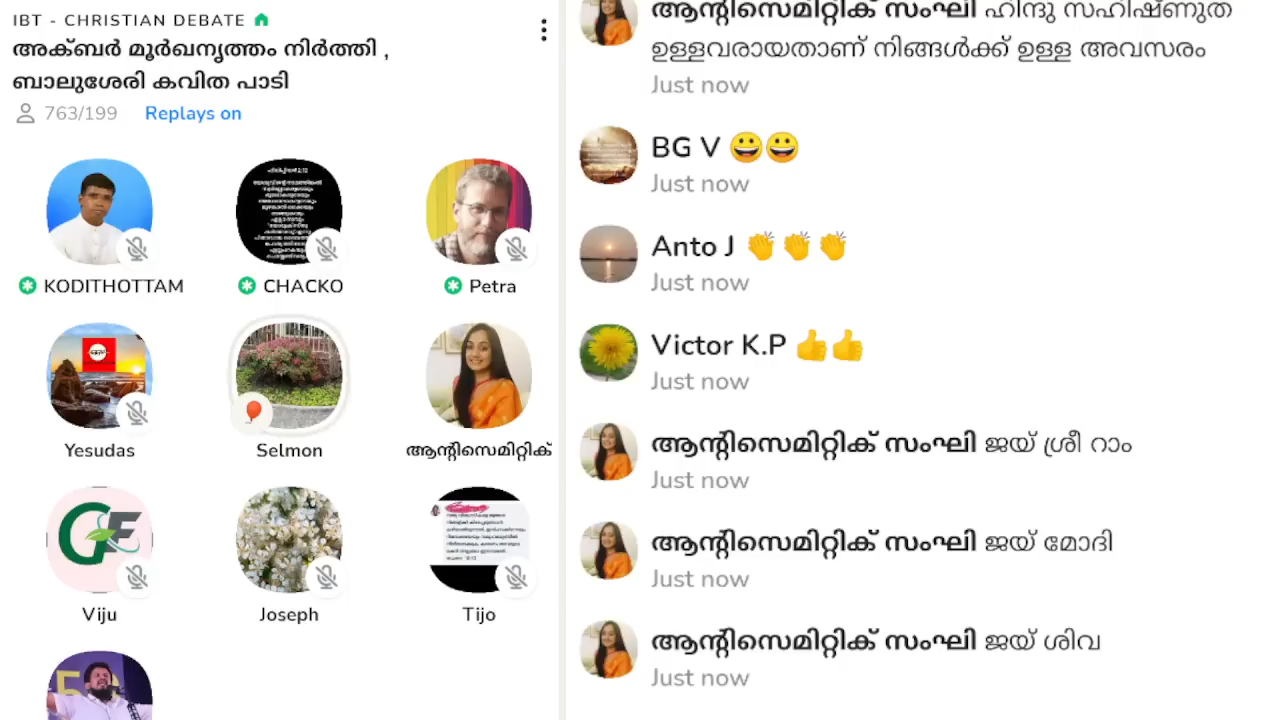 IBT - CHRISTIAN DEBATE
അക്ബർ മൂർഖനൃത്തം നിർത്തി ,
ബാലുശേരി കവിത പാടി
763/199 Replays on
KODITHOTTAM
CHACKO
Petra
Yesudas
Selmon
ആന്റിസെമിറ്റിക്
GF
Viju
Joseph
Tijo
ആന്റിസെമിറ്റിക് സംഘി ഹിന്ദു സഹിഷ്ണുത
ഉള്ളവരായതാണ് നിങ്ങൾക്ക് ഉള്ള അവസരം
Just now
BG V 😀😀
Just now
Anto J 👏👏👏
Just now
Victor K.P 👍👍
Just now
ആന്റിസെമിറ്റിക് സംഘി ജയ് ശ്രീ റാം
Just now
ആന്റിസെമിറ്റിക് സംഘി ജയ് മോദി
Just now
ആന്റിസെമിറ്റിക് സംഘി ജയ് ശിവ
Just now